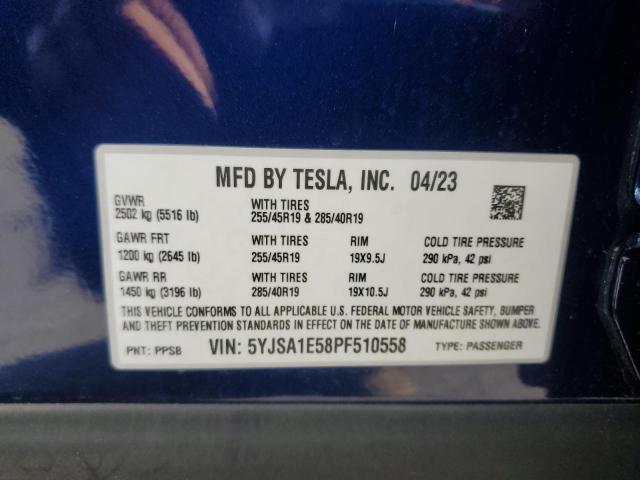 MFD BY TESLA, INC. 04/23
GVWR
2502 kg (5516 lb)
WITH TIRES
255/45R19 & 285/40R19
GAWR FRT
1200 kg (2645 lb)
WITH TIRES
255/45R19
RIM
19X9.5J
COLD TIRE PRESSURE
290 kPa, 42 psi
GAWR RR
1450 kg (3196 lb)
WITH TIRES
285/40R19
RIM
19X10.5J
COLD TIRE PRESSURE
290 kPa, 42 psi
THIS VEHICLE CONFORMS TO ALL APPLICABLE U.S. FEDERAL MOTOR VEHICLE SAFETY, BUMPER
AND THEFT PREVENTION STANDARDS IN EFFECT ON THE DATE OF MANUFACTURE SHOWN ABOVE.
PNT: PPSB
VIN: 5YJSA1E58PF510558
TYPE: PASSENGER